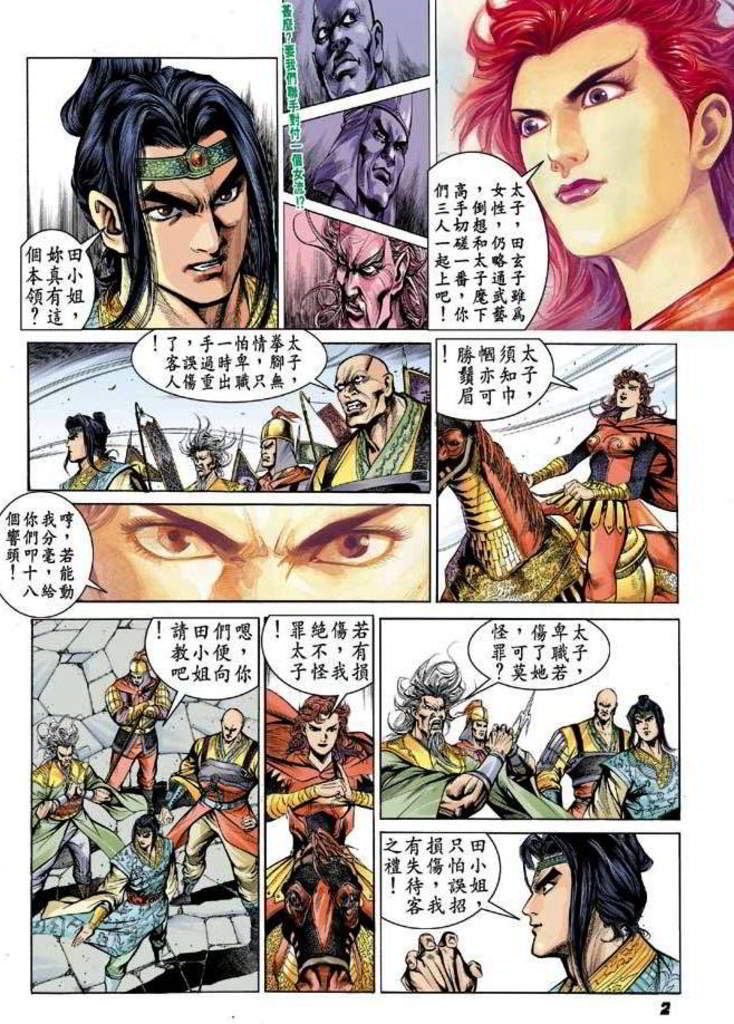 太子，田玄子雖為
女性，仍略通武藝
，倒想和太子麾下
高手切磋一番，你
們三人一起上吧！
甚麼？要我們聯手對付一個女流！？
田小姐，
妳真有這
個本領？
太子，
須知巾
幗亦可
勝鬚眉
！
太子，
拳腳無
情，只
怕卑職
一時出
手過重
，誤傷
了客人
！
哼，若能動
我分毫，給
你們叩十八
個響頭！
太子，
卑職若
傷了她
，可莫
怪罪？
若有損
傷，我
絕不怪
罪太子
！
嗯，你
們便向
田小姐
請教吧
！
田小姐，
只怕誤招
損傷，我
有失待客
之禮！
2